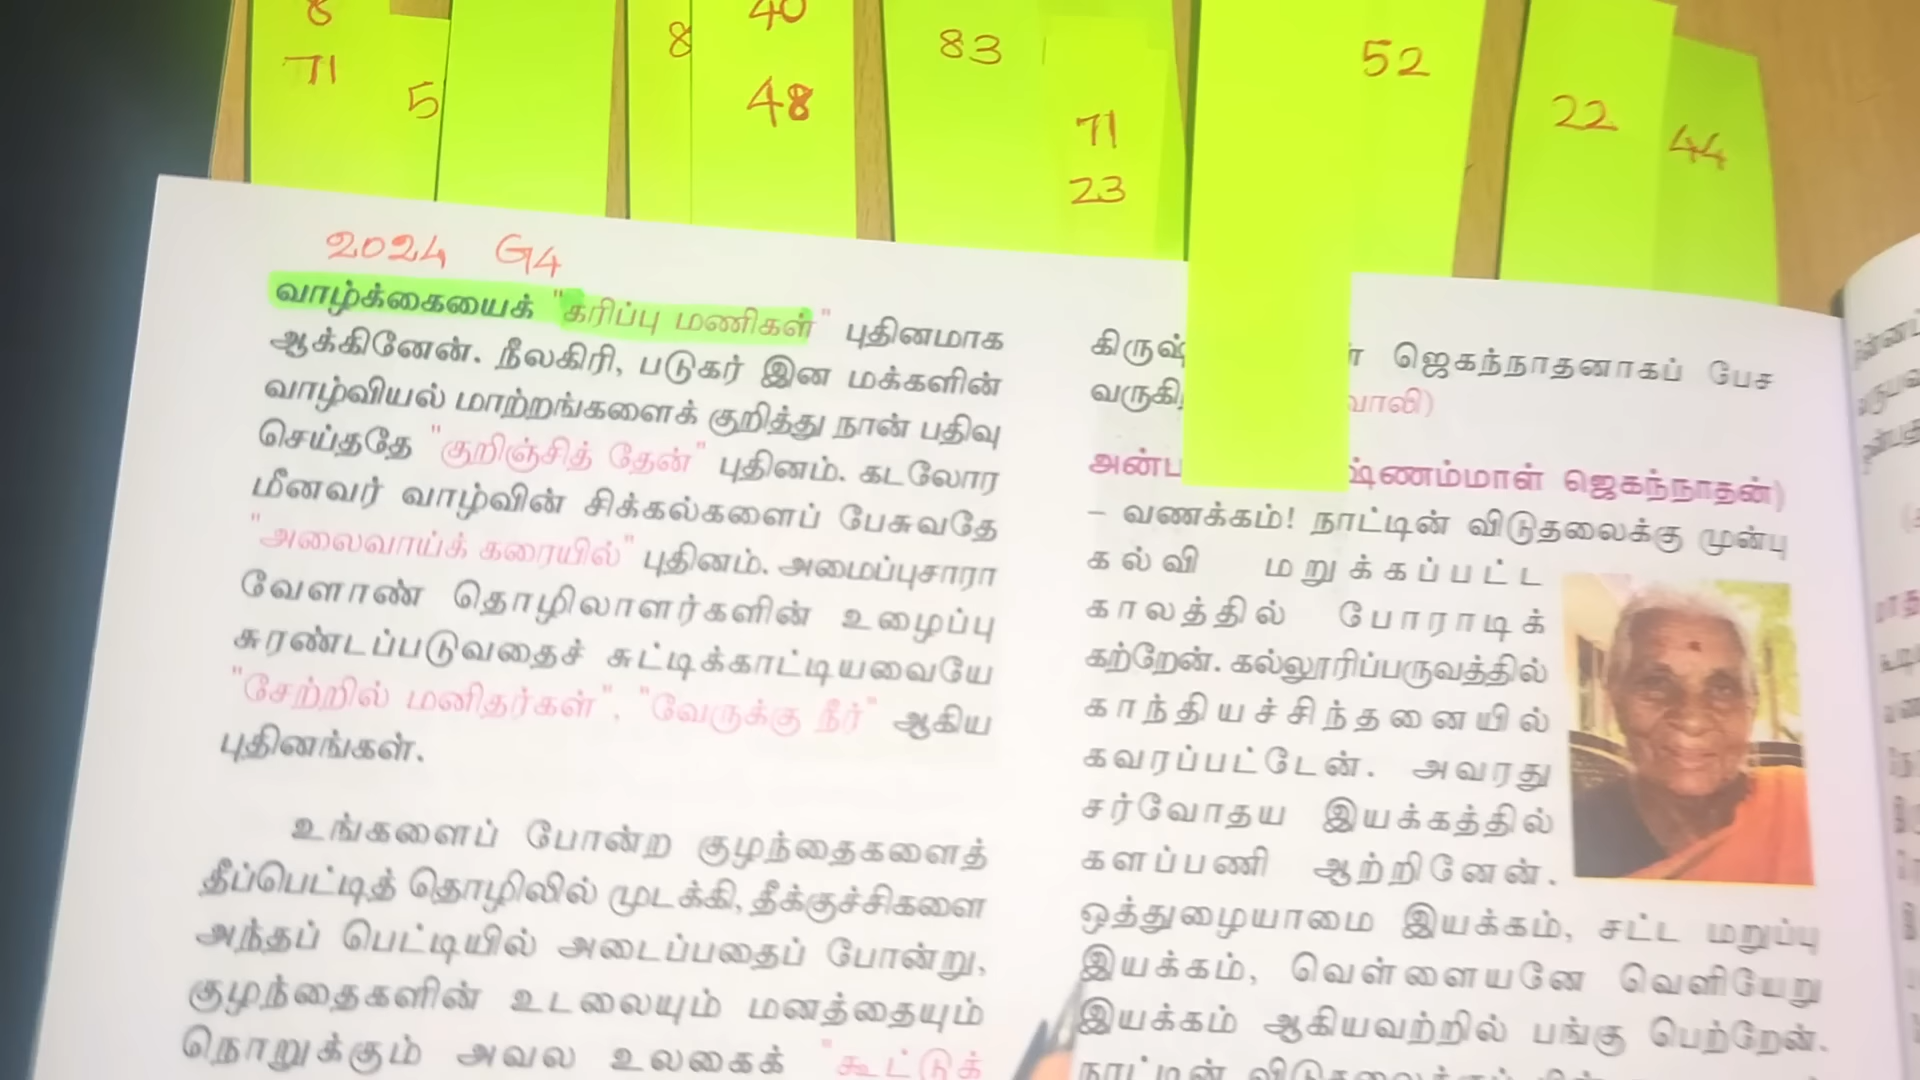 8
71
5
8
40
48
83
71
23
52
22
44
2024 G4
வாழ்க்கையைக் "கரிப்பு மணிகள்" புதினமாக
ஆக்கினேன். நீலகிரி, படுகர் இன மக்களின்
வாழ்வியல் மாற்றங்களைக் குறித்து நான் பதிவு
செய்ததே "குறிஞ்சித் தேன்" புதினம். கடலோர
மீனவர் வாழ்வின் சிக்கல்களைப் பேசுவதே
"அலைவாய்க் கரையில்" புதினம். அமைப்புசாரா
வேளாண் தொழிலாளர்களின் உழைப்பு
சுரண்டப்படுவதைச் சுட்டிக்காட்டியவையே
"சேற்றில் மனிதர்கள்", "வேருக்கு நீர்" ஆகிய
புதினங்கள்.
உங்களைப் போன்ற குழந்தைகளைத்
தீப்பெட்டித் தொழிலில் முடக்கி, தீக்குச்சிகளை
அந்தப் பெட்டியில் அடைப்பதைப் போன்று,
குழந்தைகளின் உடலையும் மனத்தையும்
நொறுக்கும் அவல உலகைக் "கூட்டுக்
கிருஷ் ஜெகந்நாதனாகப் பேச
வருகி வாலி)
அன்ப ஷ்ணம்மாள் ஜெகந்நாதன்)
– வணக்கம்! நாட்டின் விடுதலைக்கு முன்பு
கல்வி மறுக்கப்பட்ட
காலத்தில் போராடிக்
கற்றேன். கல்லூரிப்பருவத்தில்
காந்தியச்சிந்தனையில்
கவரப்பட்டேன். அவரது
சர்வோதய இயக்கத்தில்
களப்பணி ஆற்றினேன்.
ஒத்துழையாமை இயக்கம், சட்ட மறுப்பு
இயக்கம், வெள்ளையனே வெளியேறு
இயக்கம் ஆகியவற்றில் பங்கு பெற்றேன்.